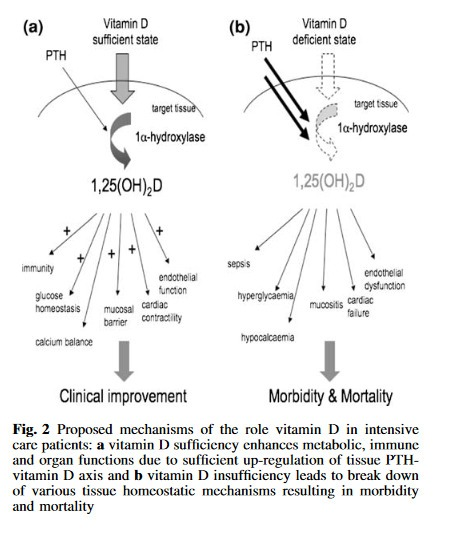 (a)
Vitamin D
sufficient state
PTH
target tissue
1α-hydroxylase
1,25(OH)2D
+
+
+
+
+
immunity
glucose
homeostasis
calcium balance
mucosal
barrier
cardiac
contractility
endothelial
function
Clinical improvement
(b)
Vitamin D
deficient state
PTH
target tissue
1α-hydroxylase
1,25(OH)2D
sepsis
hyperglycaemia
hypocalcaemia
mucositis
cardiac
failure
endothelial
dysfunction
Morbidity & Mortality
Fig. 2 Proposed mechanisms of the role vitamin D in intensive
care patients: a vitamin D sufficiency enhances metabolic, immune
and organ functions due to sufficient up-regulation of tissue PTH-
vitamin D axis and b vitamin D insufficiency leads to break down
of various tissue homeostatic mechanisms resulting in morbidity
and mortality